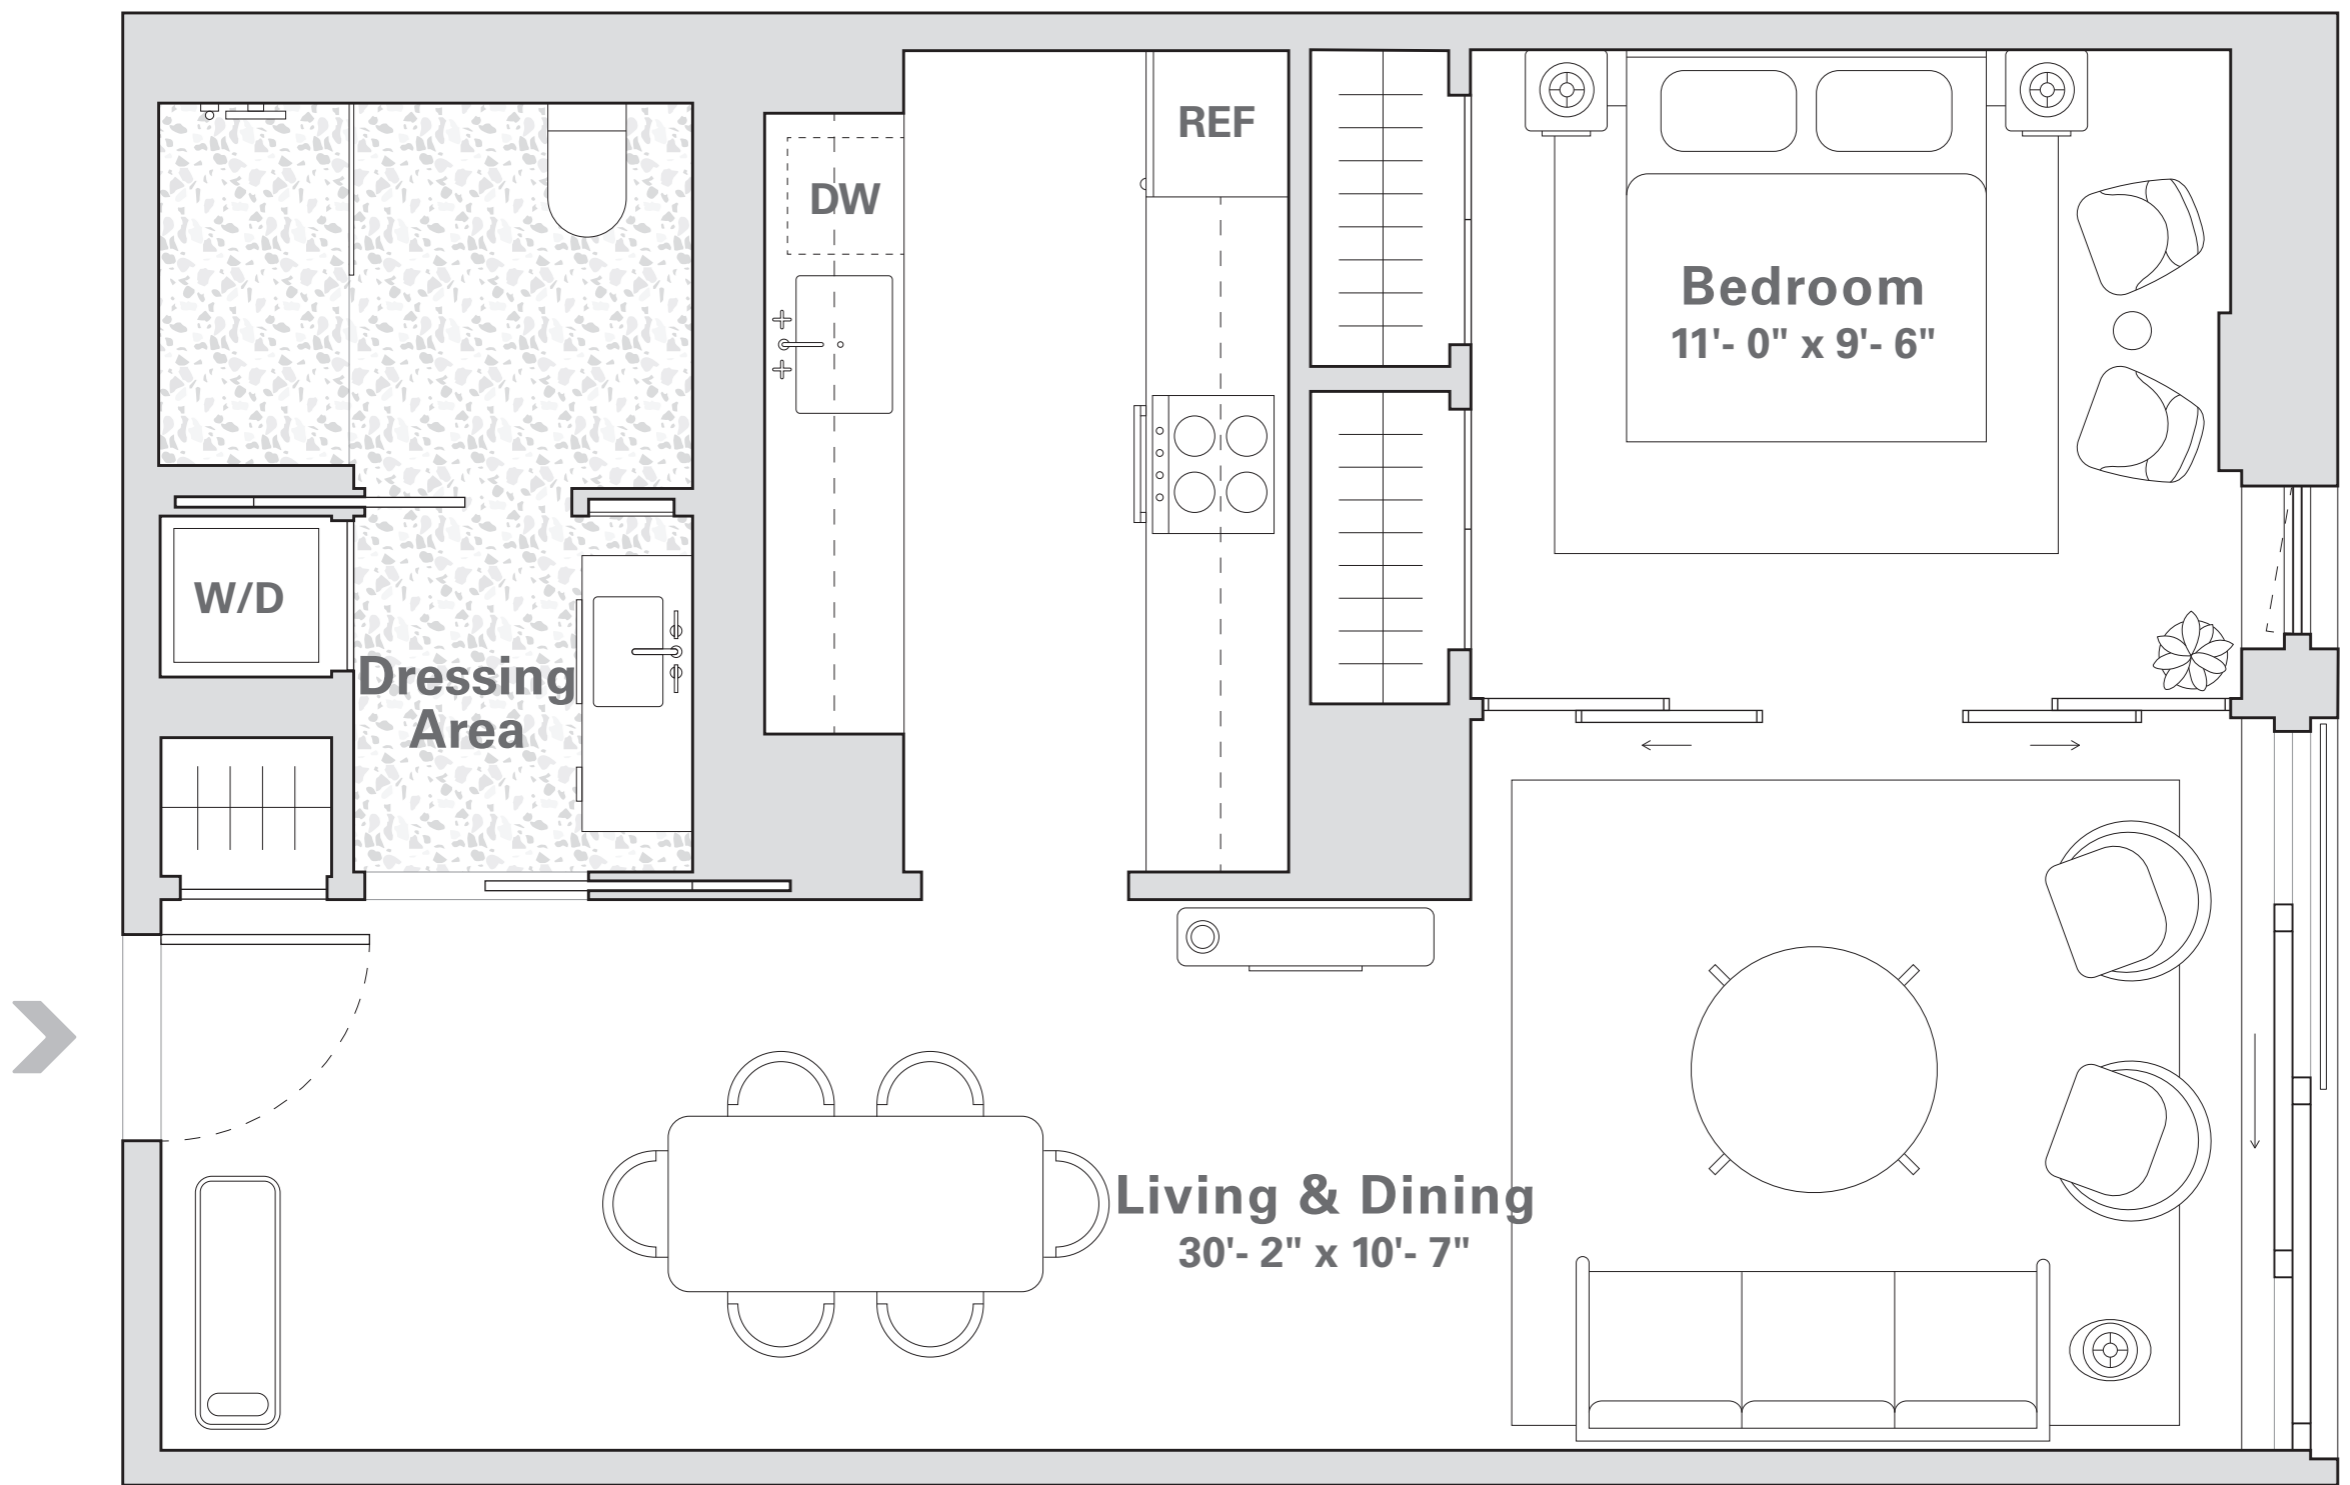 REF
DW
Bedroom
11'- 0" x 9'- 6"
W/D
Dressing
Area
Living & Dining
30'- 2" x 10'- 7"